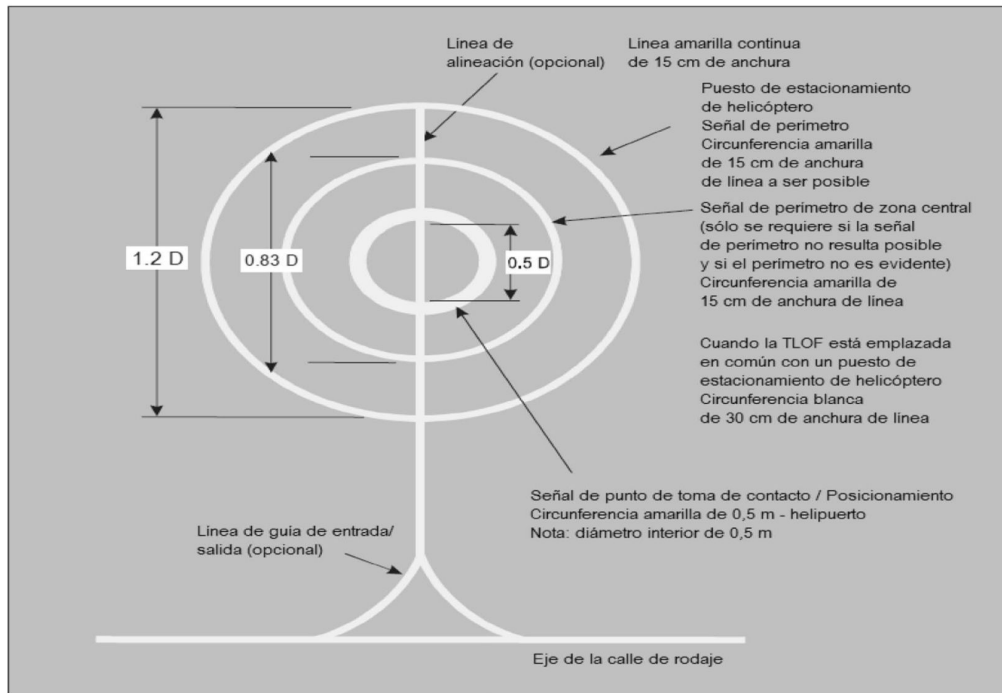 Línea de
alineación (opcional)
Línea amarilla continua
de 15 cm de anchura
Puesto de estacionamiento
de helicóptero
Señal de perímetro
Circunferencia amarilla
de 15 cm de anchura
de línea a ser posible
Señal de perímetro de zona central
(sólo se requiere si la señal
de perímetro no resulta posible
y si el perímetro no es evidente)
Circunferencia amarilla de
15 cm de anchura de línea
1.2 D
0.83 D
0.5 D
Cuando la TLOF está emplazada
en común con un puesto de
estacionamiento de helicóptero
Circunferencia blanca
de 30 cm de anchura de línea
Señal de punto de toma de contacto / Posicionamiento
Circunferencia amarilla de 0,5 m - helipuerto
Nota: diámetro interior de 0,5 m
Línea de guía de entrada/
salida (opcional)
Eje de la calle de rodaje